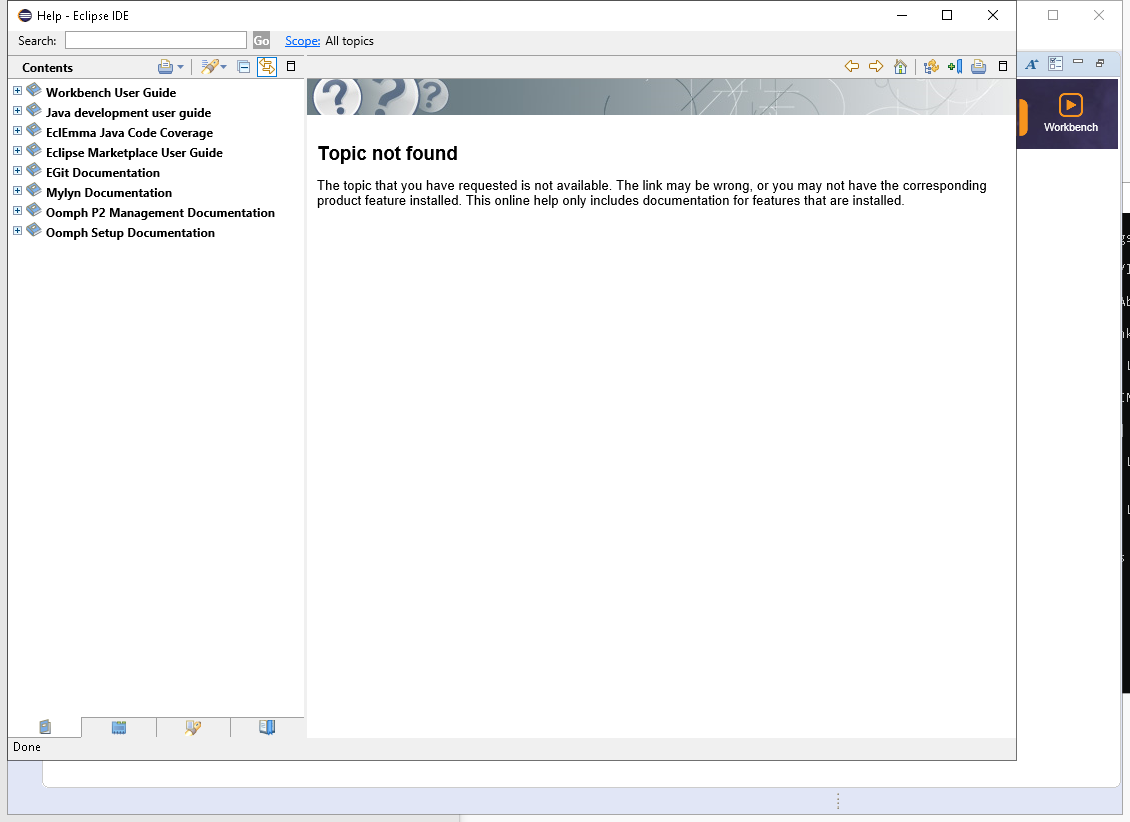 Help - Eclipse IDE
Search:
Go
Scope: All topics
Contents
Workbench User Guide
Java development user guide
EclEmma Java Code Coverage
Eclipse Marketplace User Guide
EGit Documentation
Mylyn Documentation
Oomph P2 Management Documentation
Oomph Setup Documentation
Topic not found
The topic that you have requested is not available. The link may be wrong, or you may not have the corresponding
product feature installed. This online help only includes documentation for features that are installed.
Workbench
Done